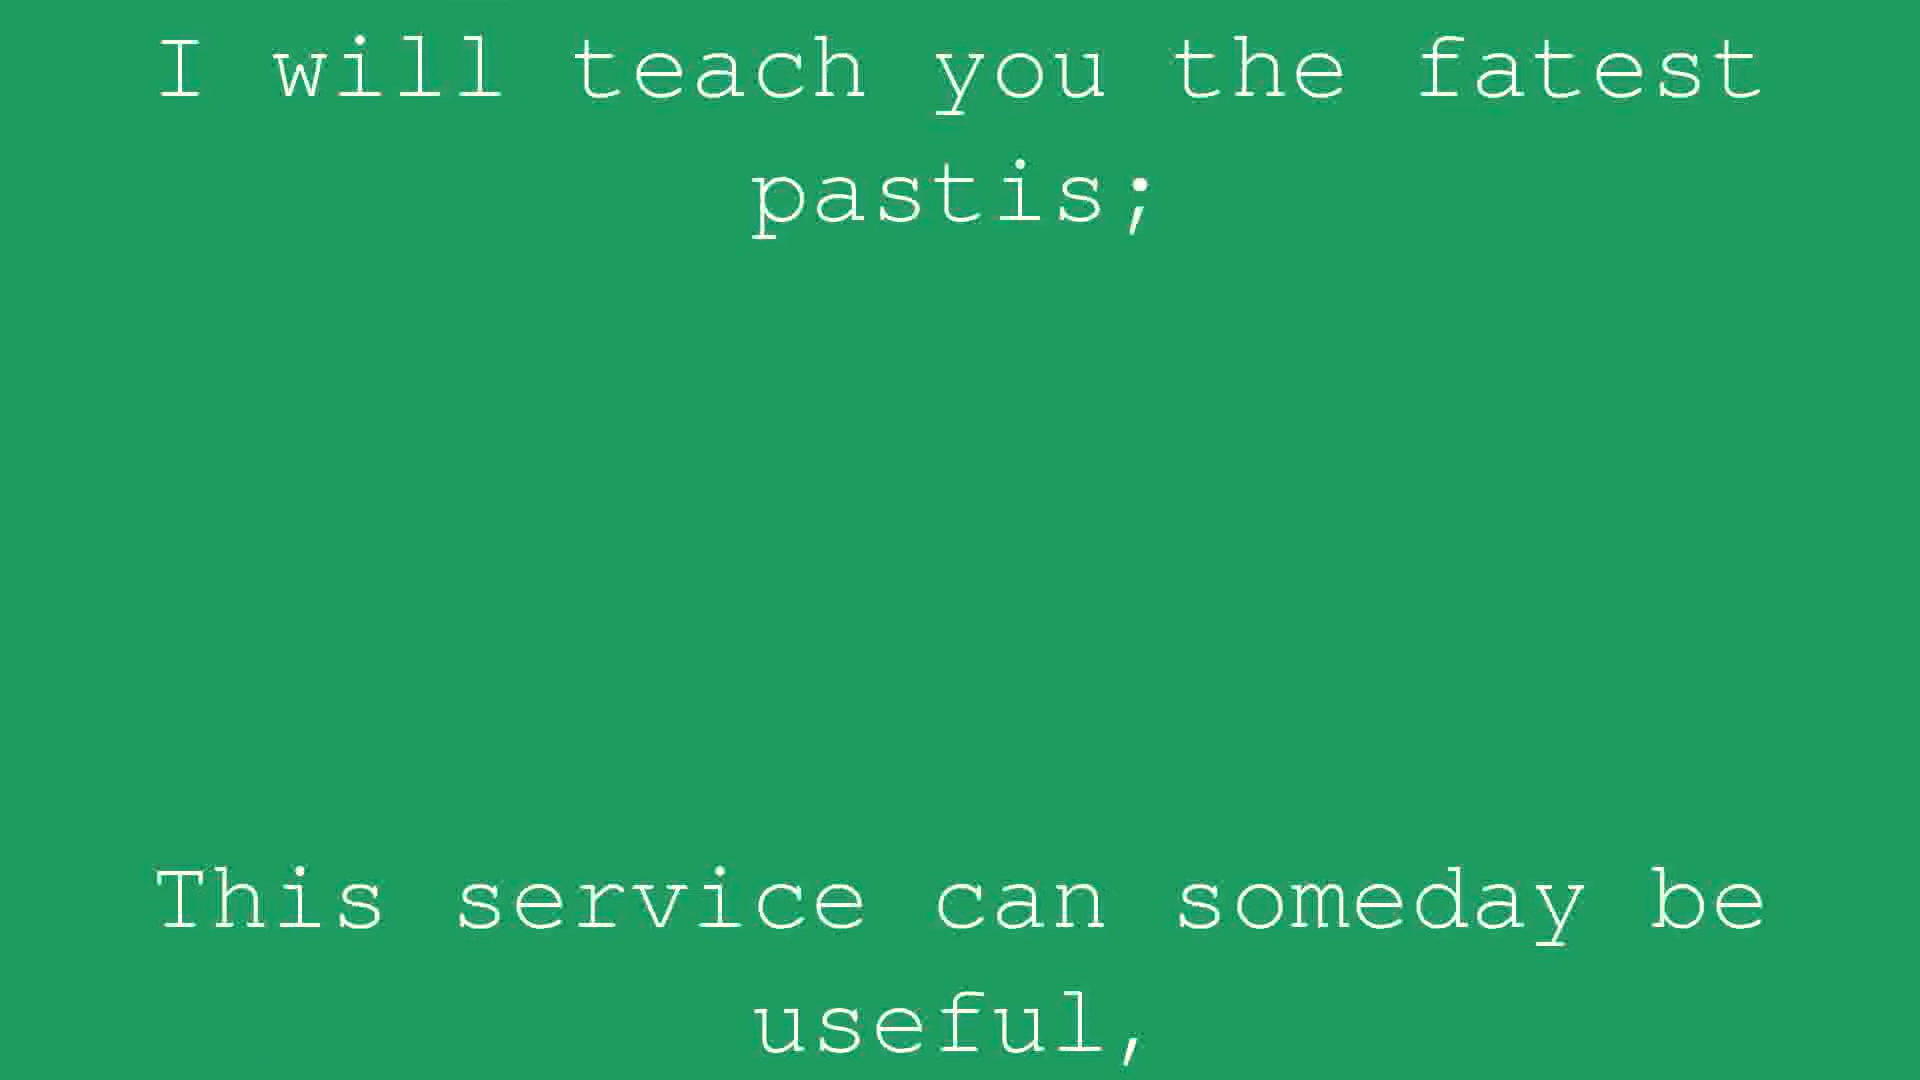 I will teach you the fatest
pastis;
This service can someday be
useful,